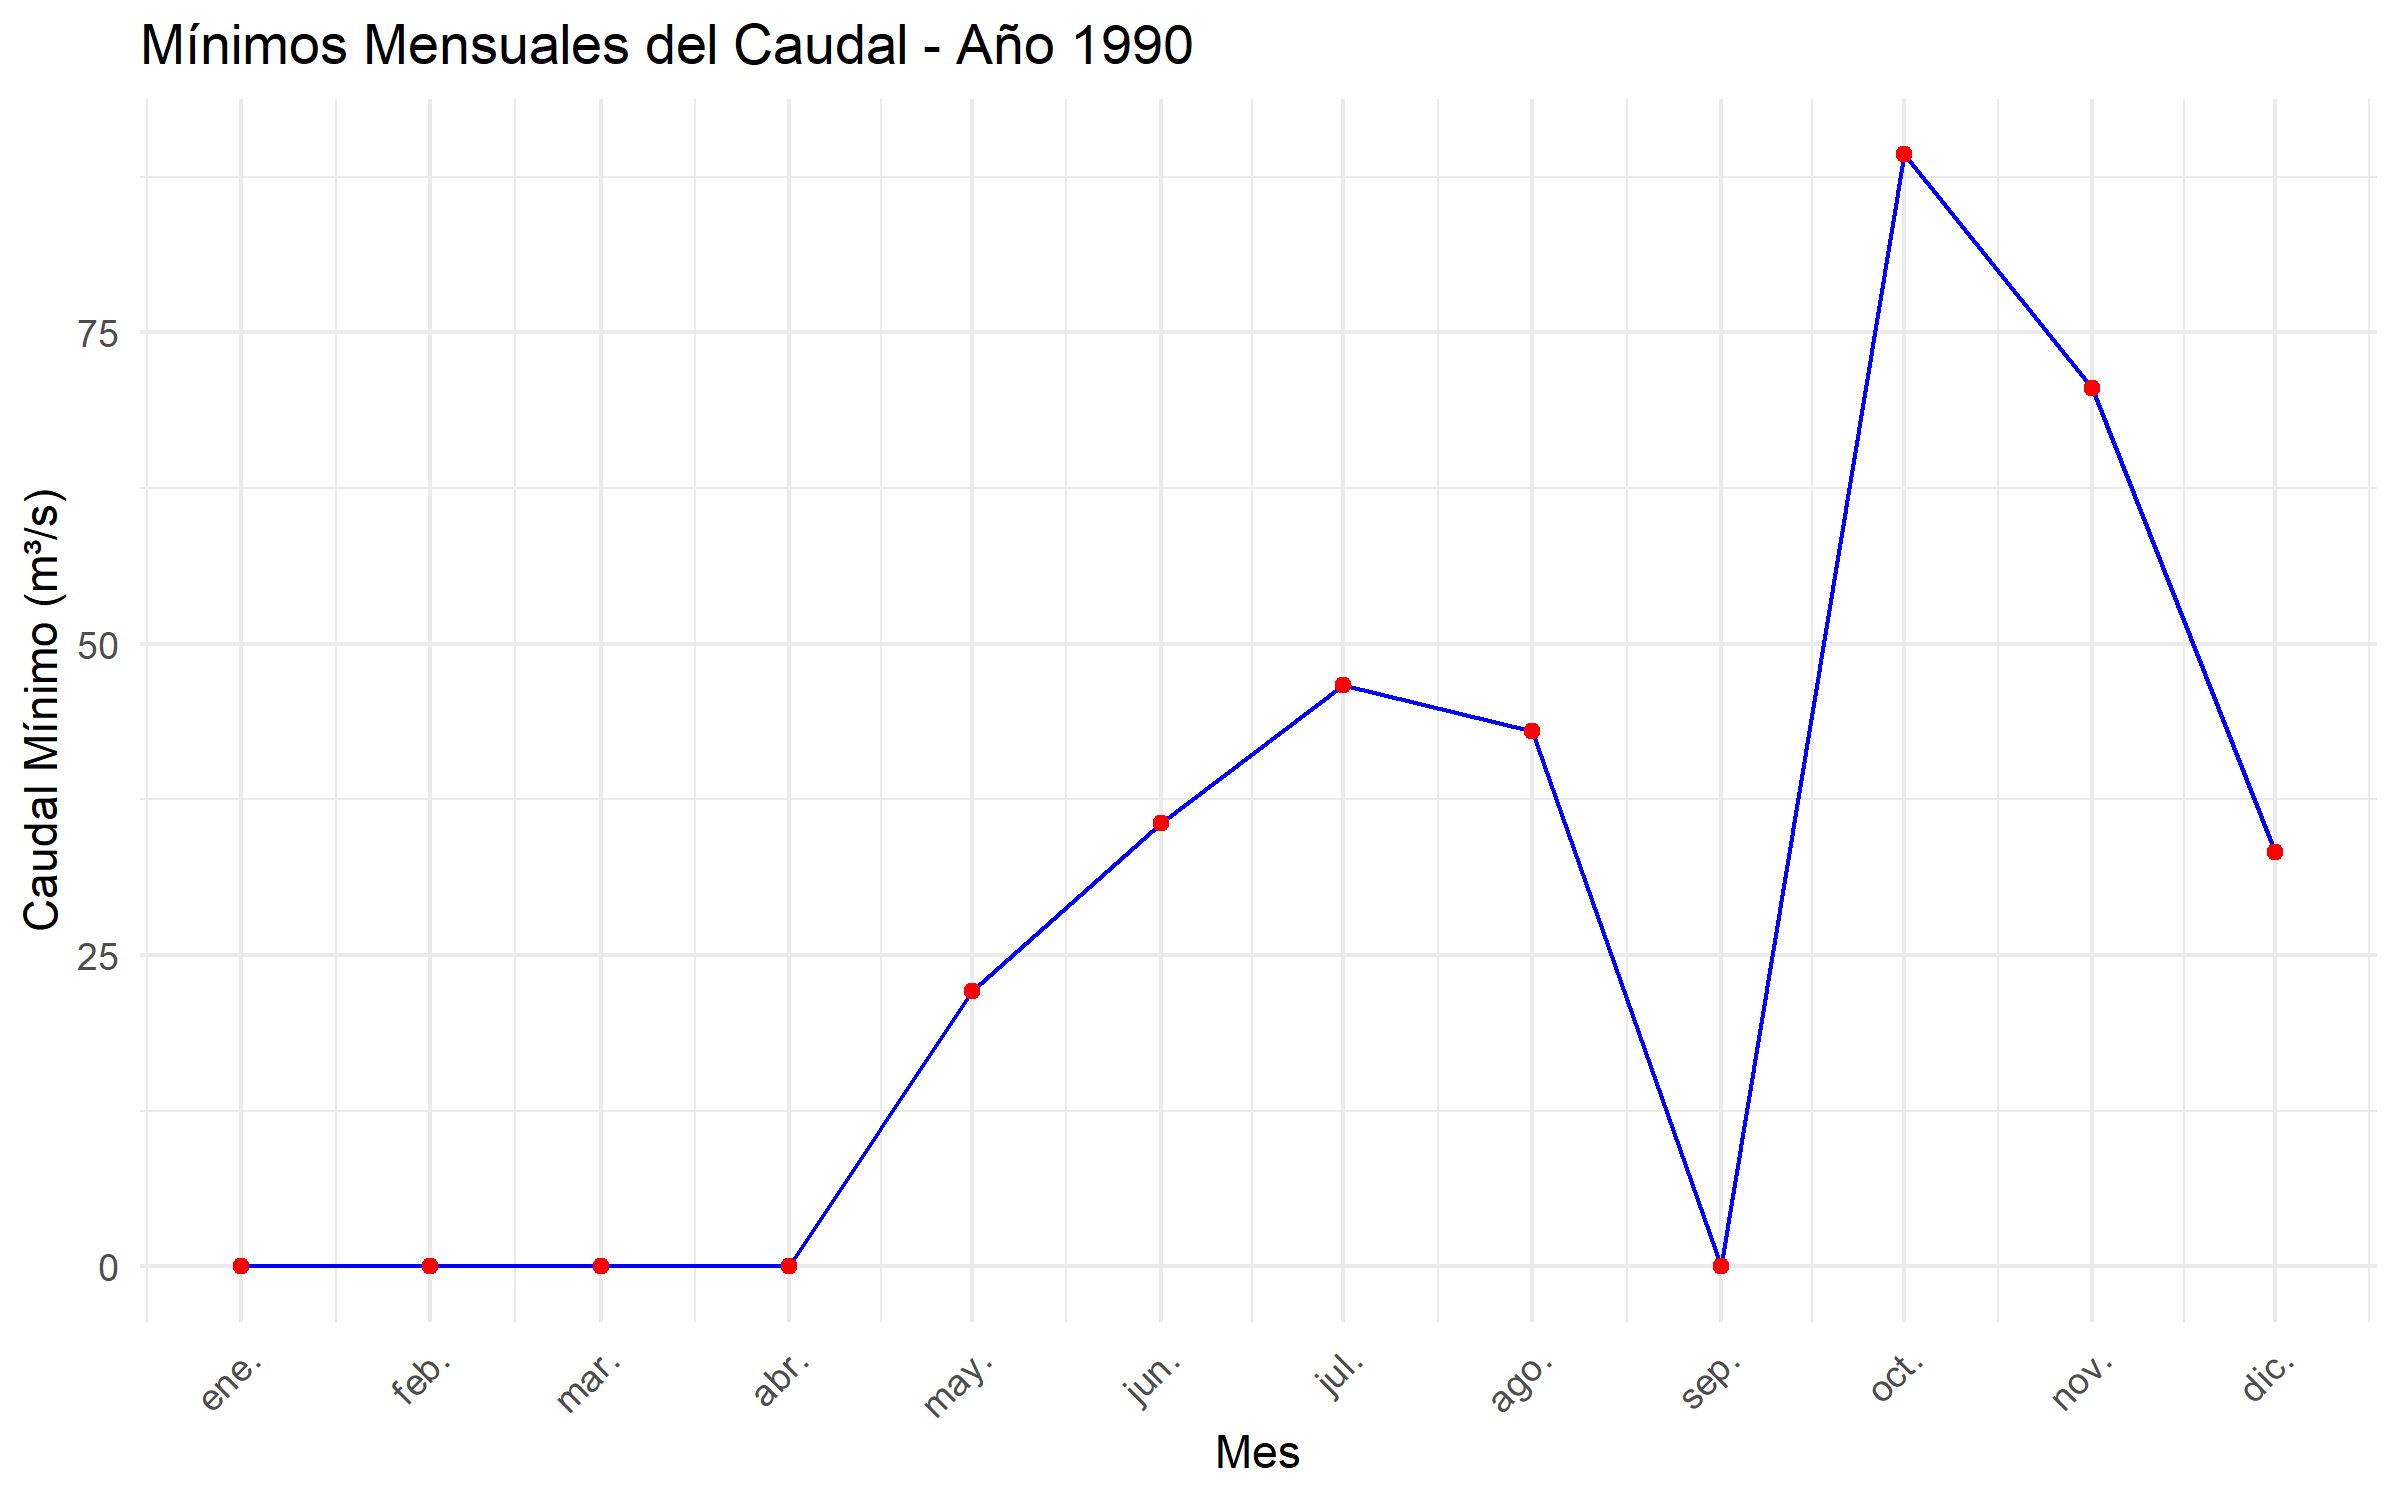 Mínimos Mensuales del Caudal - Año 1990
Caudal Mínimo (m³/s)
75
50
25
0
ene.
feb.
mar.
abr.
may.
jun.
jul.
ago.
sep.
oct.
nov.
dic.
Mes